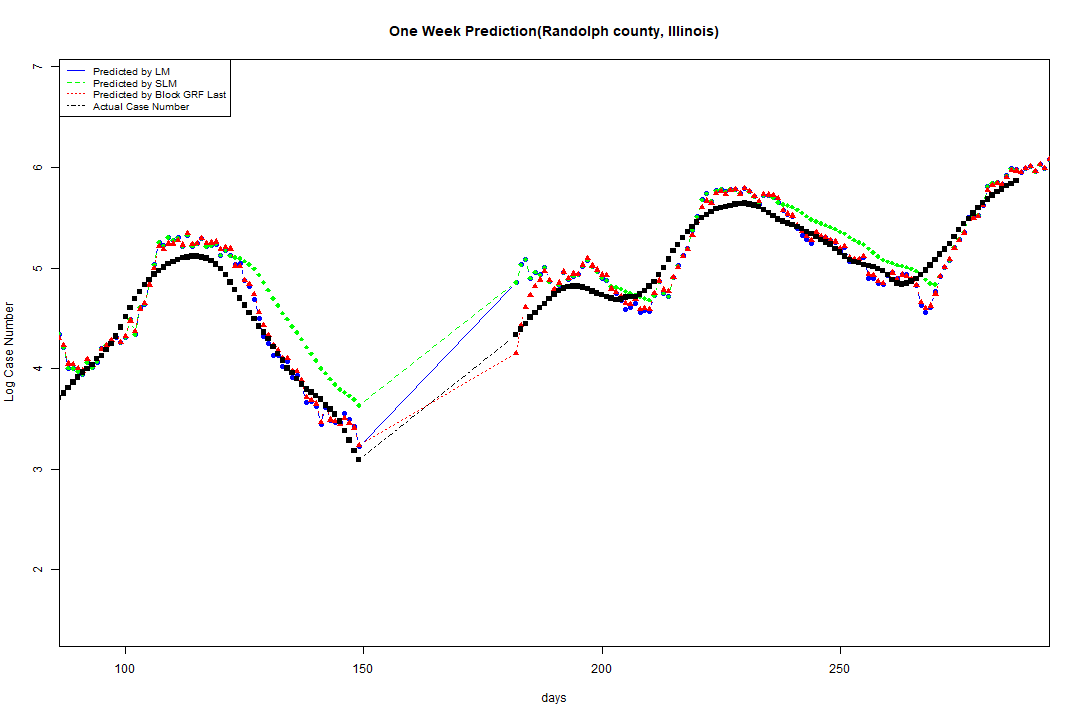 One Week Prediction(Randolph county, Illinois)
Predicted by LM
Predicted by SLM
Predicted by Block GRF Last
Actual Case Number
7
6
5
4
3
2
Log Case Number
100 150 200 250
days